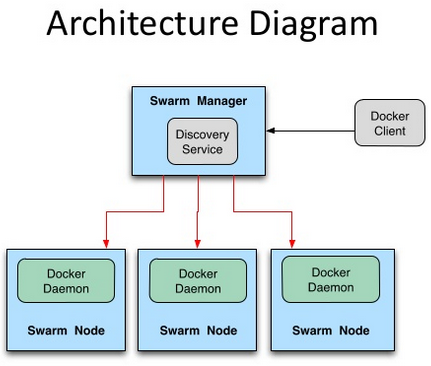 Architecture Diagram
Swarm Manager
Discovery
Service
Docker
Client
Docker
Daemon
Swarm Node
Docker
Daemon
Swarm Node
Docker
Daemon
Swarm Node